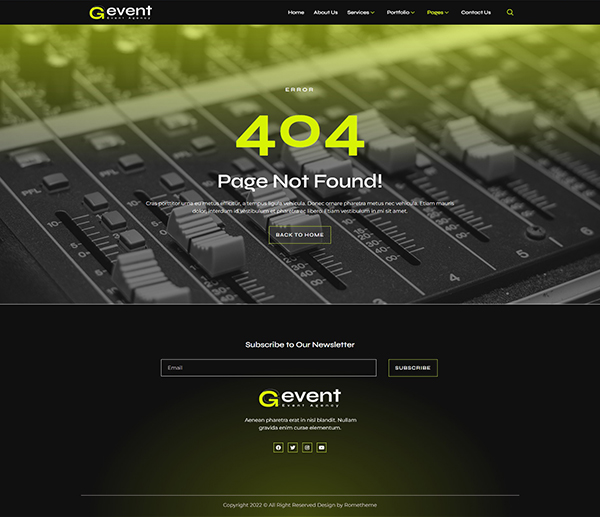 Gevent
Event Agency
Home About Us Services Portfolio Pages Contact Us
ERROR
404
Page Not Found!
Cras porttitor urna eu metus efficitur, a tempus ligula vehicula. Donec ornare pharetra metus nec vehicula. Etiam mauris
dolor, interdum id vestibulum et pharetra ac libero. Etiam vestibulum in mi sit amet.
BACK TO HOME
Subscribe to Our Newsletter
Email SUBSCRIBE
Gevent
Event Agency
Aenean pharetra erat in nisl blandit. Nullam
gravida enim curae elementum.
Copyright 2022 © All Right Reserved Design by Rometheme